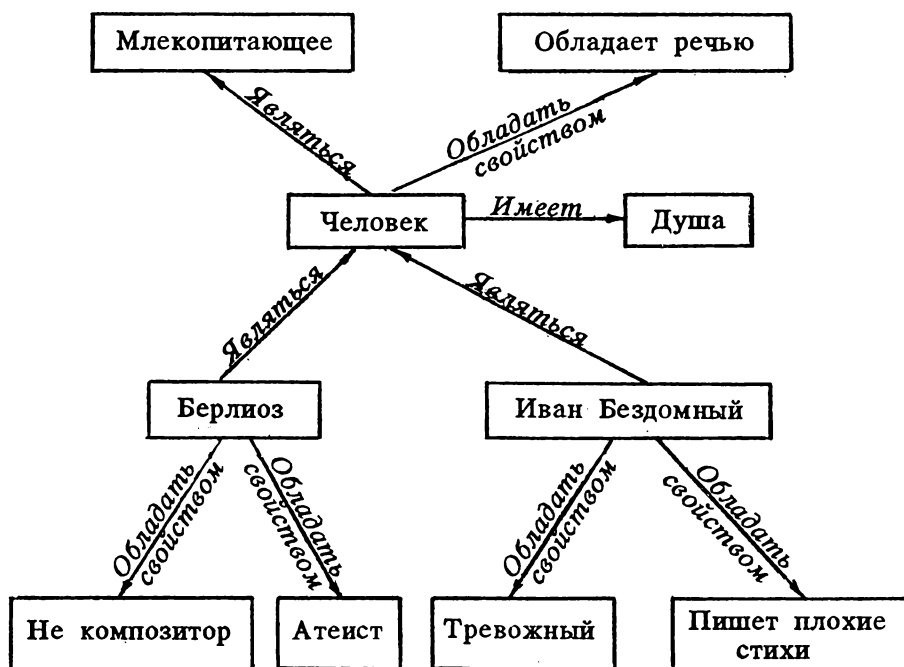 Млекопитающее
Обладает речью
Являться
Обладать
свойством
Человек
Имеет
Душа
Являться
Являться
Берлиоз
Иван Бездомный
Обладать
свойством
Обладать
свойством
Обладать
свойством
Обладать
свойством
Не композитор
Атеист
Тревожный
Пишет плохие
стихи